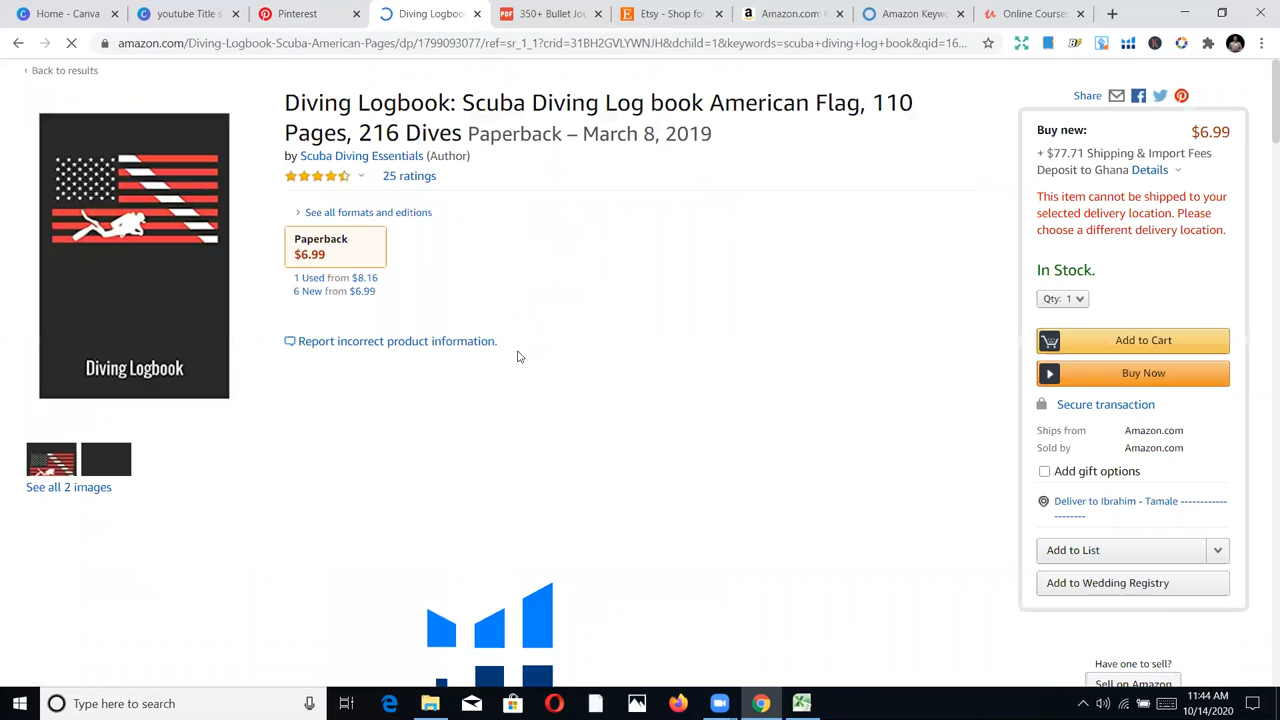 Home - Canva
youtube Title s
Pinterest
Diving Logboo
350+ Bullet Jou
Etsy - Shop for
Amazon.com: D
Amazon Keywo
Online Courses
amazon.com/Diving-Logbook-Scuba-American-Pages/dp/1799093077/ref=sr_1_1?crid=31BH2GVLYWNJH&dchild=1&keywords=scuba+diving+log+book&qid=16...
Back to results
Diving Logbook: Scuba Diving Log book American Flag, 110
Pages, 216 Dives Paperback – March 8, 2019
by Scuba Diving Essentials (Author)
25 ratings
See all formats and editions
Paperback
$6.99
1 Used from $8.16
6 New from $6.99
Report incorrect product information.
Diving Logbook
See all 2 images
Share
Buy new: $6.99
+ $77.71 Shipping & Import Fees
Deposit to Ghana Details
This item cannot be shipped to your
selected delivery location. Please
choose a different delivery location.
In Stock.
Qty: 1
Add to Cart
Buy Now
Secure transaction
Ships from Amazon.com
Sold by Amazon.com
Add gift options
Deliver to Ibrahim - Tamale ------------
--------
Add to List
Add to Wedding Registry
Have one to sell?
Sell on Amazon
Type here to search
11:44 AM
10/14/2020